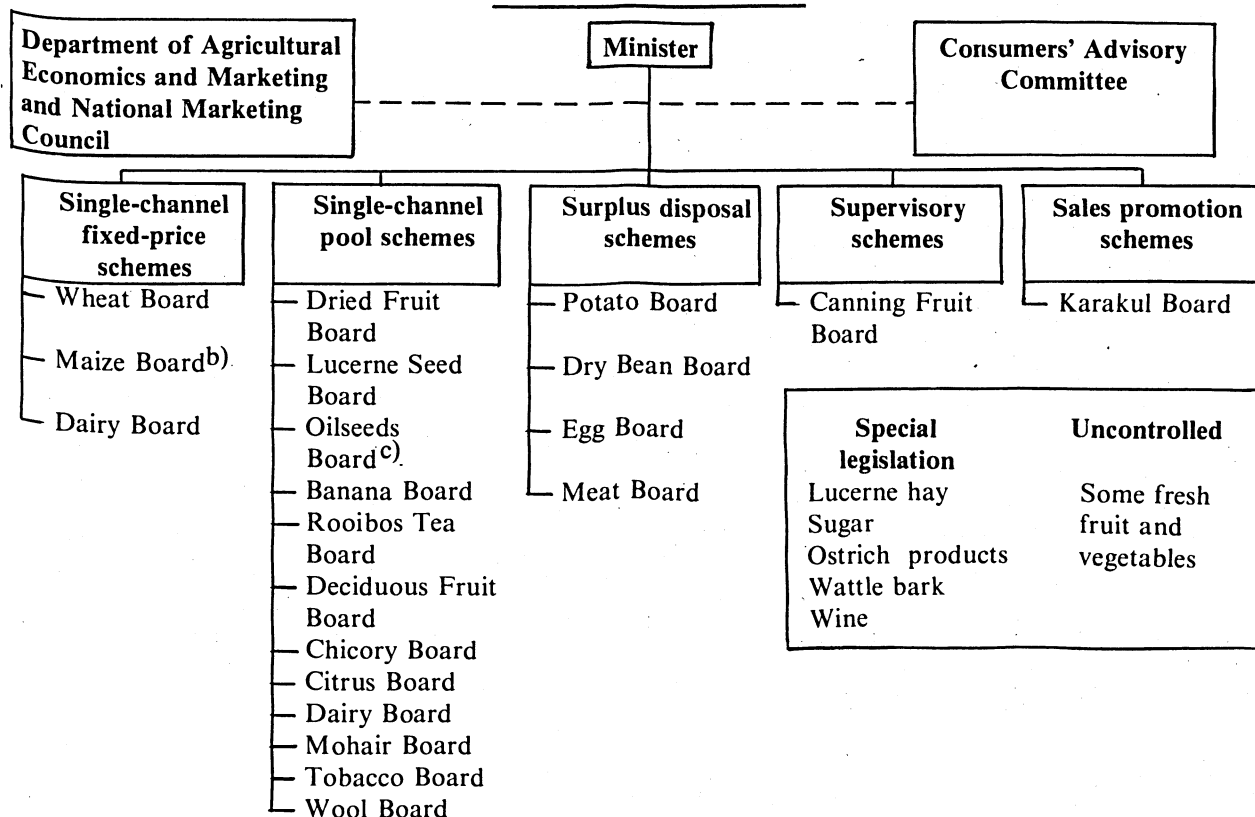 Department of Agricultural
Economics and Marketing
and National Marketing
Council
Minister
Consumers' Advisory
Committee
Single-channel
fixed-price
schemes
Wheat Board
Maize Board b)
Dairy Board
Single-channel
pool schemes
Dried Fruit
Board
Lucerne Seed
Board
Oilseeds
Board c)
Banana Board
Rooibos Tea
Board
Deciduous Fruit
Board
Chicory Board
Citrus Board
Dairy Board
Mohair Board
Tobacco Board
Wool Board
Surplus disposal
schemes
Potato Board
Dry Bean Board
Egg Board
Meat Board
Supervisory
schemes
Canning Fruit
Board
Sales promotion
schemes
Karakul Board
Special
legislation
Lucerne hay
Sugar
Ostrich products
Wattle bark
Wine
Uncontrolled
Some fresh
fruit and
vegetables